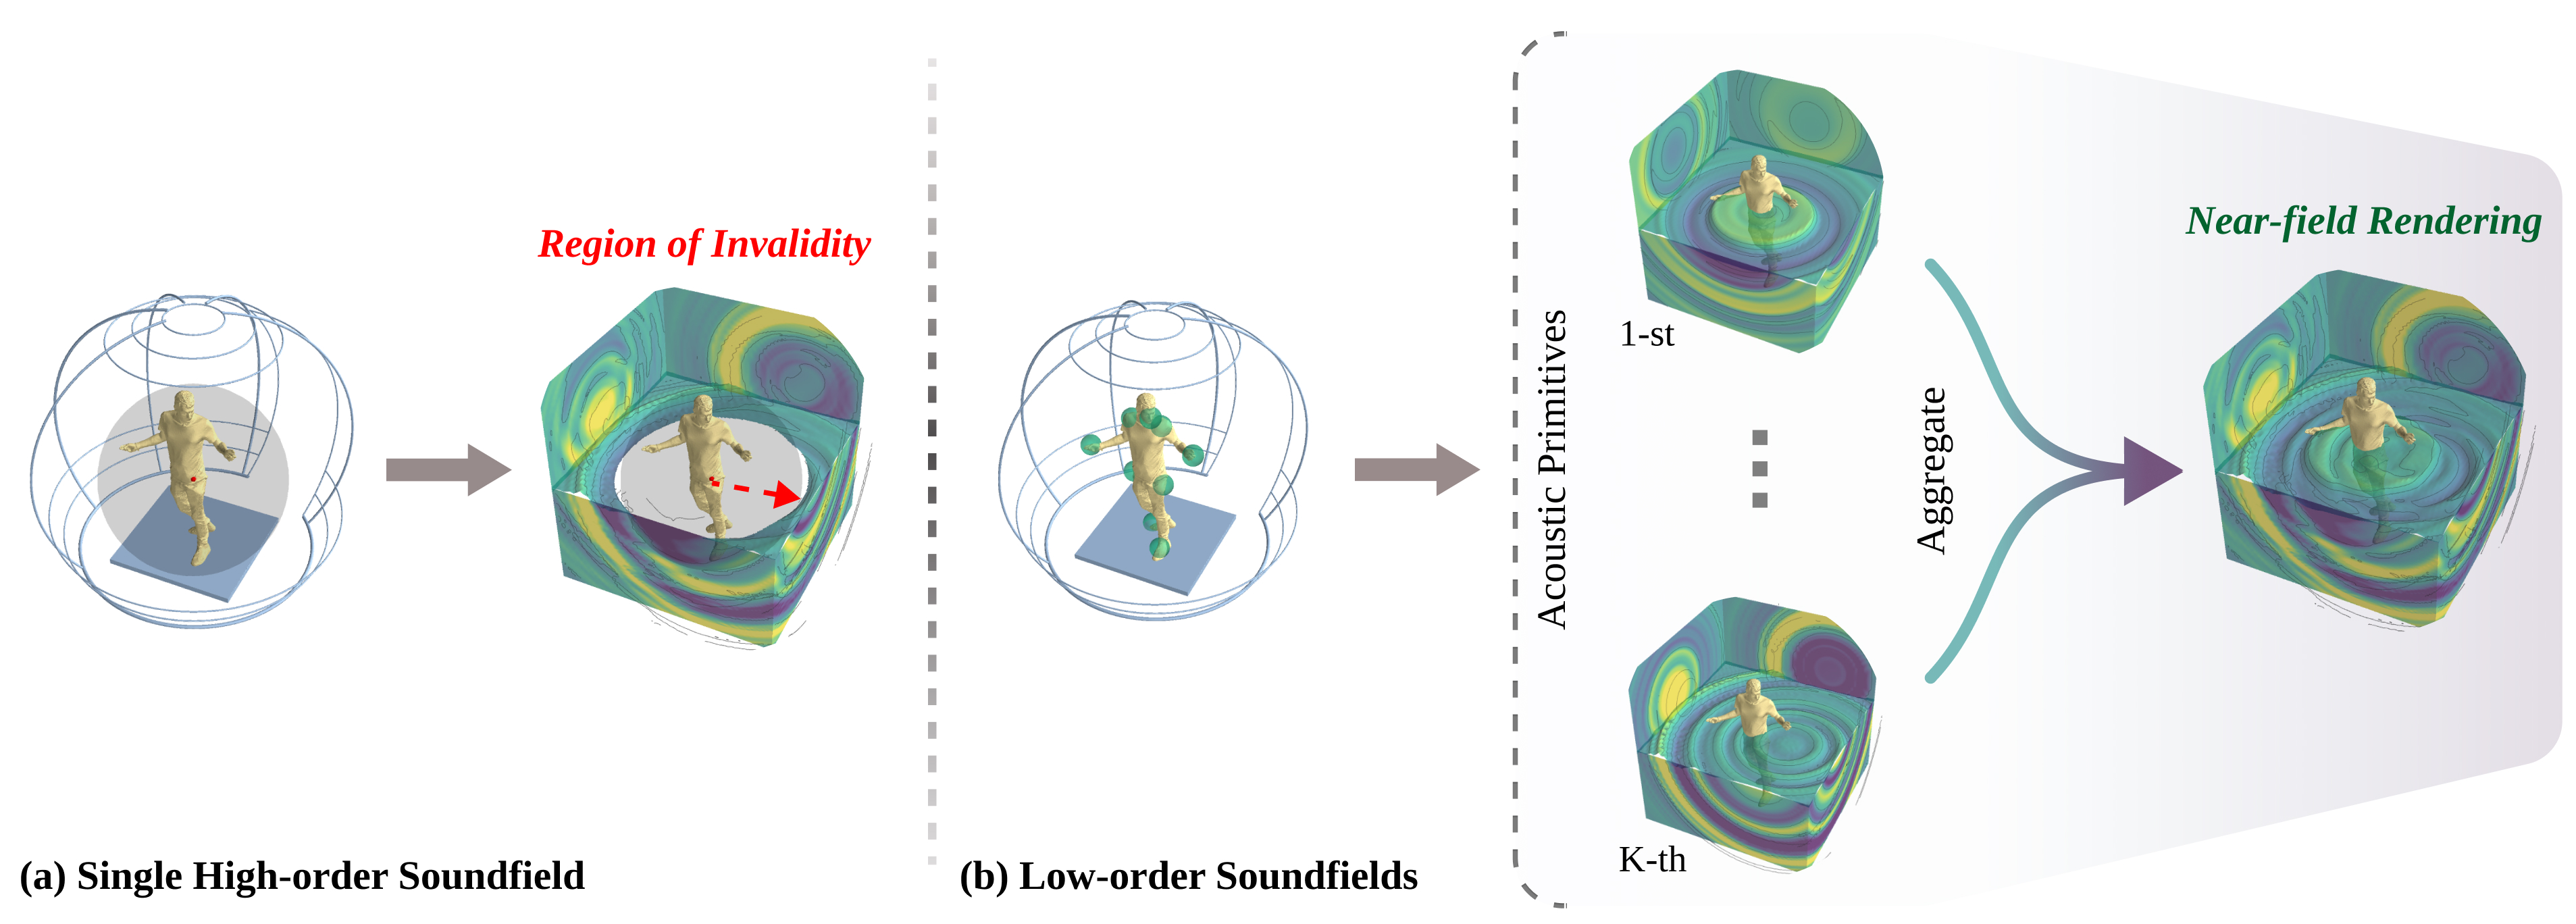 Region of Invalidity
(a) Single High-order Soundfield
(b) Low-order Soundfields
Acoustic Primitives
1-st
K-th
Aggregate
Near-field Rendering